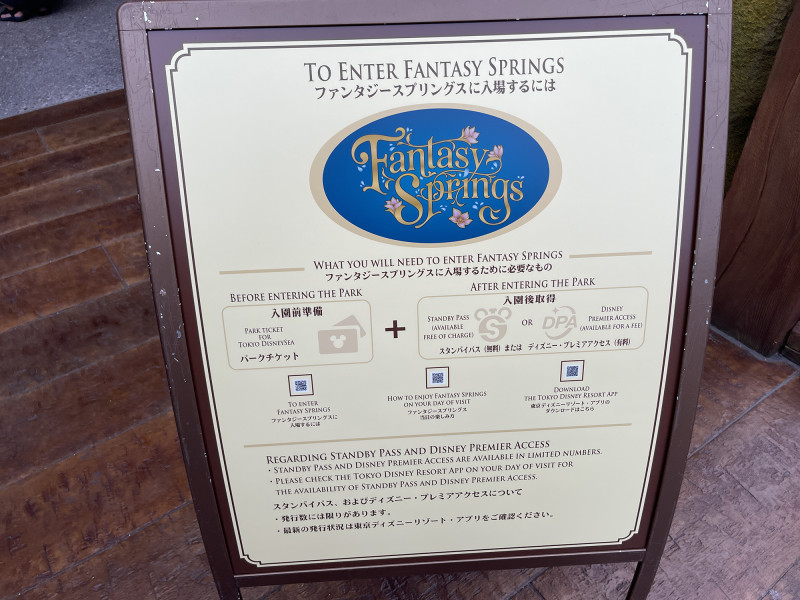 TO ENTER FANTASY SPRINGS
ファンタジースプリングスに入場するには
Fantasy
Springs
WHAT YOU WILL NEED TO ENTER FANTASY SPRINGS
ファンタジースプリングスに入場するために必要なもの
BEFORE ENTERING THE PARK
入園前準備
PARK TICKET
FOR
TOKYO DISNEYSEA
パークチケット
+
AFTER ENTERING THE PARK
入園後取得
STANDBY PASS
(AVAILABLE
FREE OF CHARGE)
S
OR
DPA
DISNEY
PREMIER ACCESS
(AVAILABLE FOR A FEE)
スタンバイパス（無料）または ディズニー・プレミアアクセス（有料）
TO ENTER
FANTASY SPRINGS
ファンタジースプリングスに
入場するには
HOW TO ENJOY FANTASY SPRINGS
ON YOUR DAY OF VISIT
ファンタジースプリングス
当日の楽しみ方
DOWNLOAD
THE TOKYO DISNEY RESORT APP
東京ディズニーリゾート・アプリの
ダウンロードはこちら
REGARDING STANDBY PASS AND DISNEY PREMIER ACCESS
・STANDBY PASS AND DISNEY PREMIER ACCESS ARE AVAILABLE IN LIMITED NUMBERS.
・PLEASE CHECK THE TOKYO DISNEY RESORT APP ON YOUR DAY OF VISIT FOR
THE AVAILABILITY OF STANDBY PASS AND DISNEY PREMIER ACCESS.
スタンバイパス、およびディズニー・プレミアアクセスについて
・発行数には限りがあります。
・最新の発行状況は東京ディズニーリゾート・アプリをご確認ください。